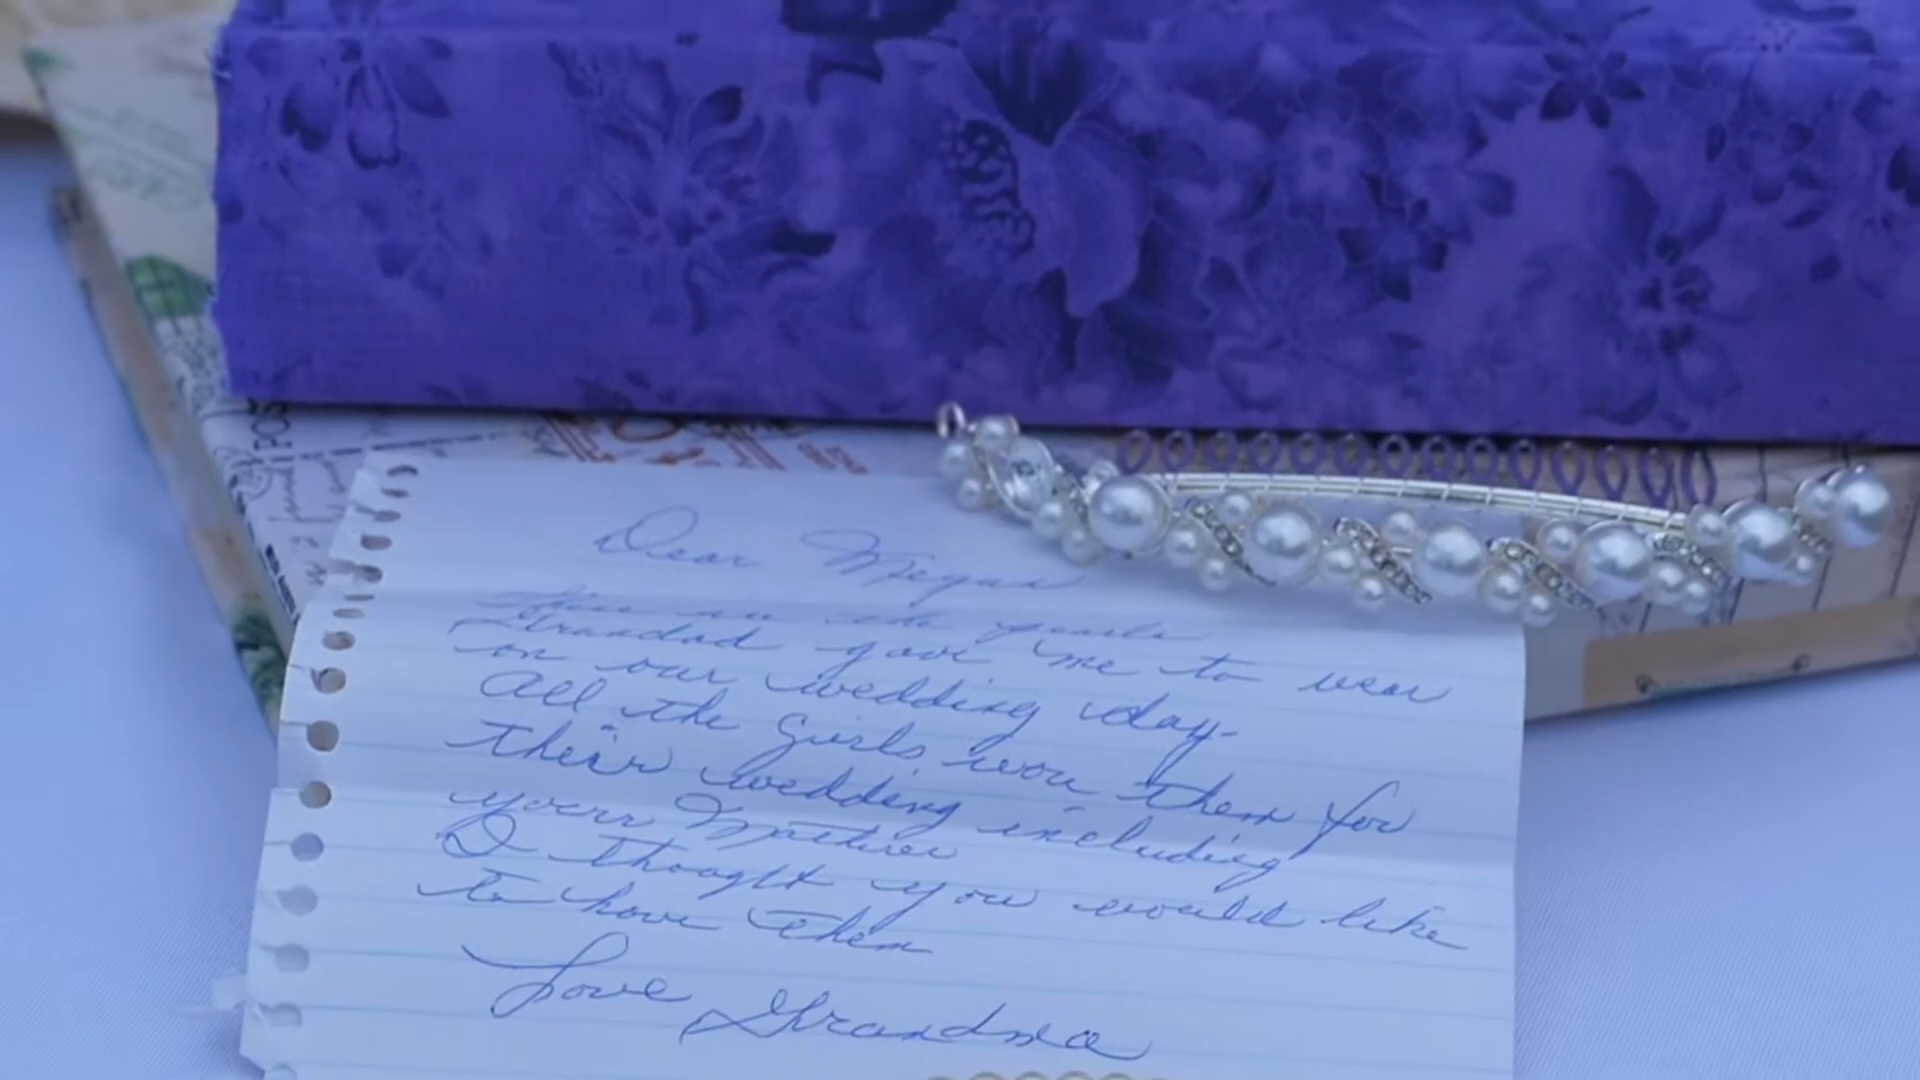 Dear Megan
these are the pearls
Grandad gave me to wear
on our wedding day.
All the Girls wore them for
their wedding including
your Mother
I thought you would like
to have them
Love Grandma